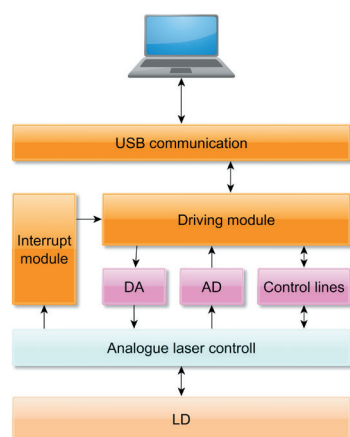 USB communication
Driving module
Interrupt
module
DA
AD
Control lines
Analogue laser controll
LD